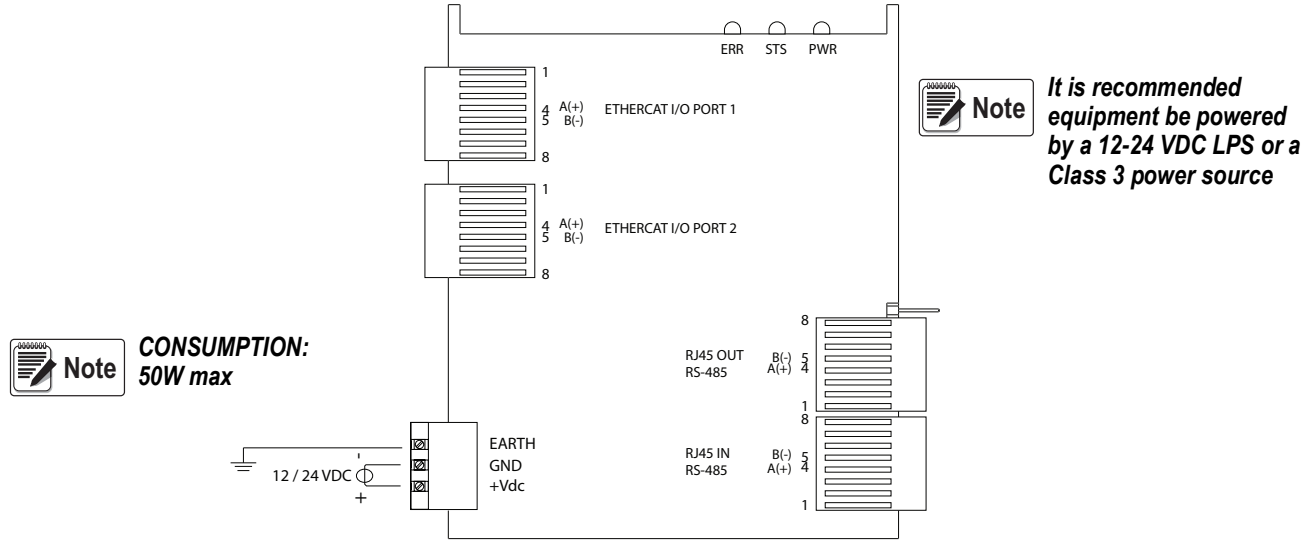 ERR STS PWR
1
4 A(+) ETHERCAT I/O PORT 1
5 B(-)
8
1
4 A(+) ETHERCAT I/O PORT 2
5 B(-)
8
Note
It is recommended
equipment be powered
by a 12-24 VDC LPS or a
Class 3 power source
Note
CONSUMPTION:
50W max
8
RJ45 OUT B(-) 5
RS-485 A(+) 4
1
8
RJ45 IN B(-) 5
RS-485 A(+) 4
1
EARTH
- GND
12 / 24 VDC
+ +Vdc